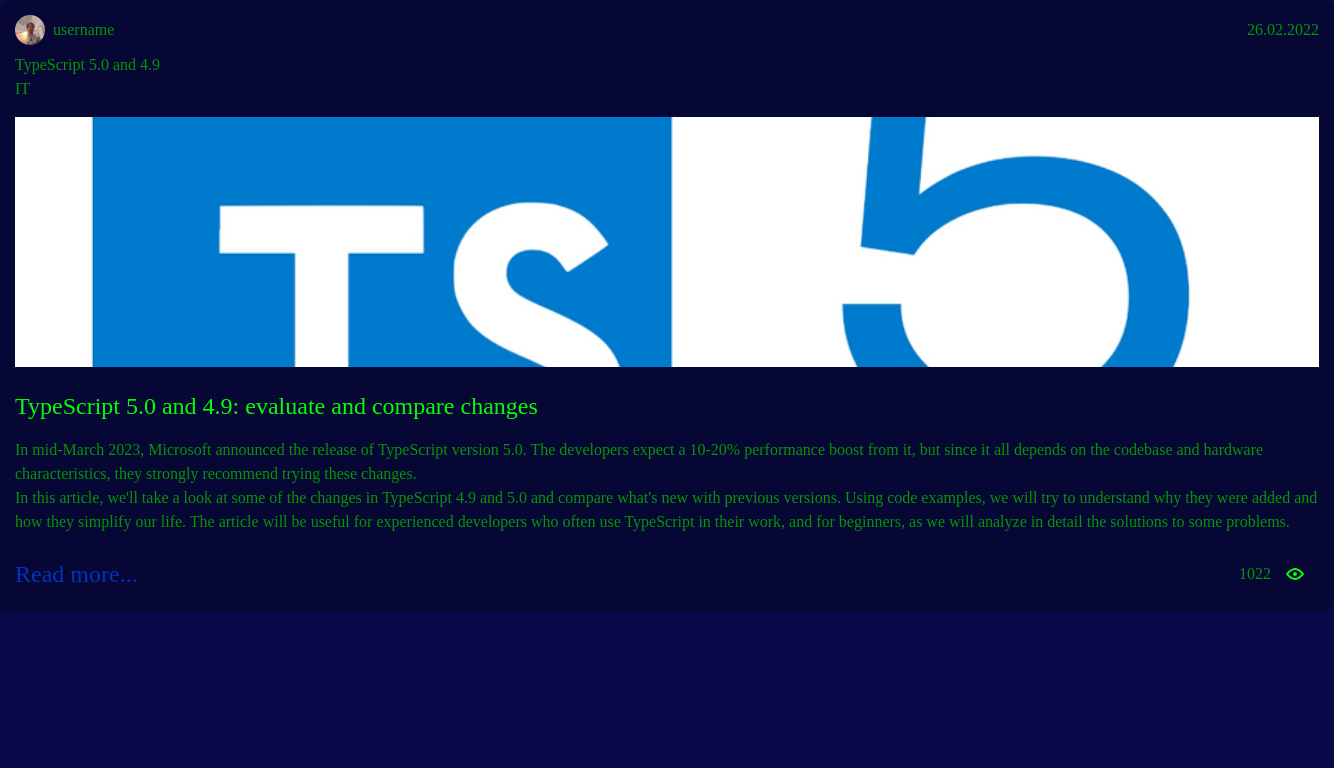 username
26.02.2022
TypeScript 5.0 and 4.9
IT
TS 5
TypeScript 5.0 and 4.9: evaluate and compare changes
In mid-March 2023, Microsoft announced the release of TypeScript version 5.0. The developers expect a 10-20% performance boost from it, but since it all depends on the codebase and hardware
characteristics, they strongly recommend trying these changes.
In this article, we'll take a look at some of the changes in TypeScript 4.9 and 5.0 and compare what's new with previous versions. Using code examples, we will try to understand why they were added and
how they simplify our life. The article will be useful for experienced developers who often use TypeScript in their work, and for beginners, as we will analyze in detail the solutions to some problems.
Read more...
1022